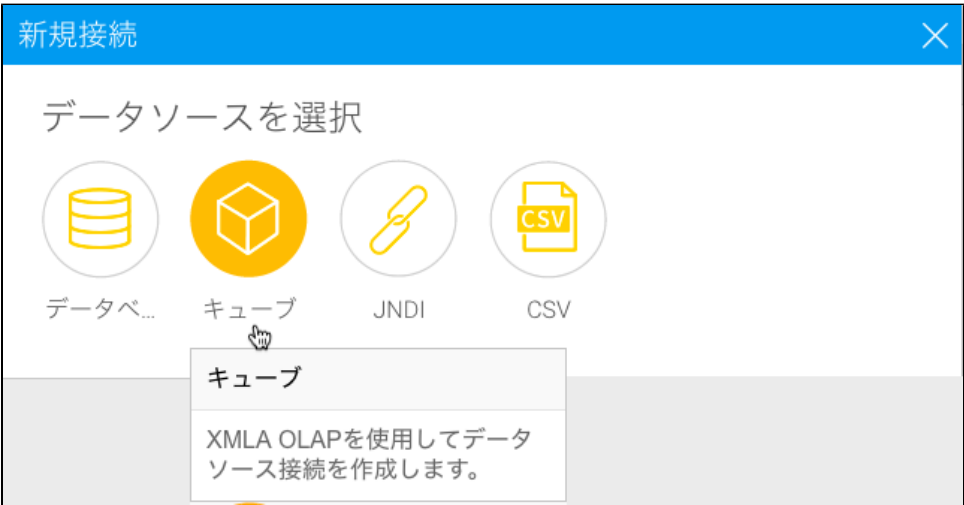 新規接続
データソースを選択
CSV
データベ...
キューブ
JNDI
CSV
キューブ
XMLA OLAPを使用してデータ
ソース接続を作成します。